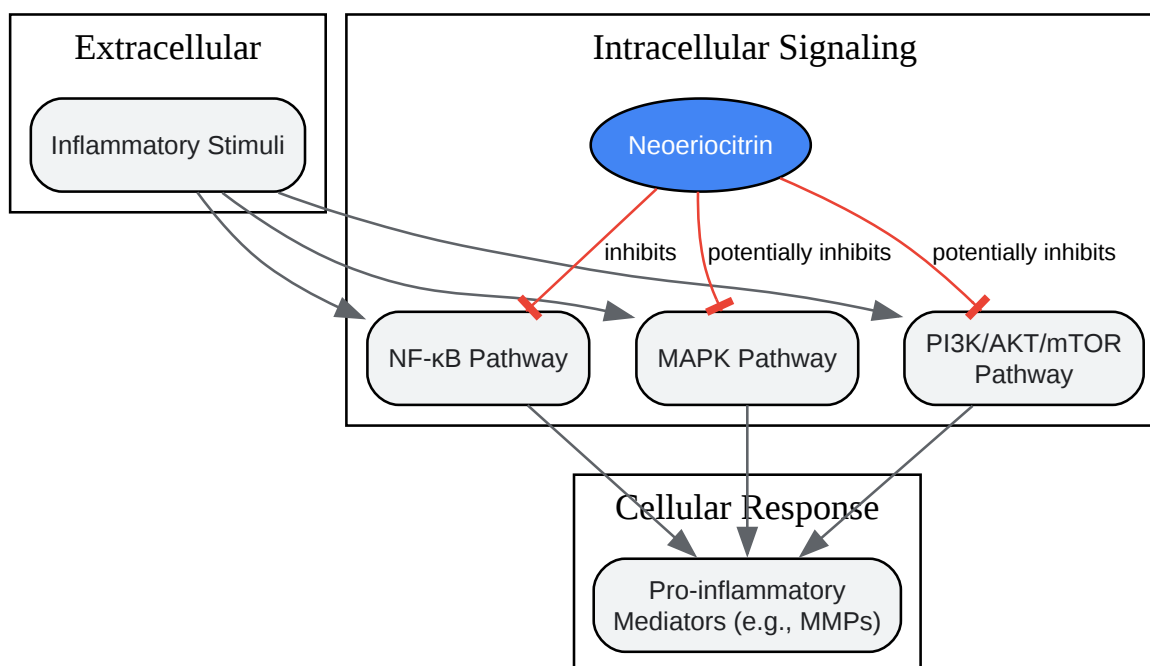 Extracellular
Intracellular Signaling
Inflammatory Stimuli
Neoeriocitrin
inhibits
potentially inhibits
potentially inhibits
NF-κB Pathway
MAPK Pathway
PI3K/AKT/mTOR
Pathway
Cellular Response
Pro-inflammatory
Mediators (e.g., MMPs)